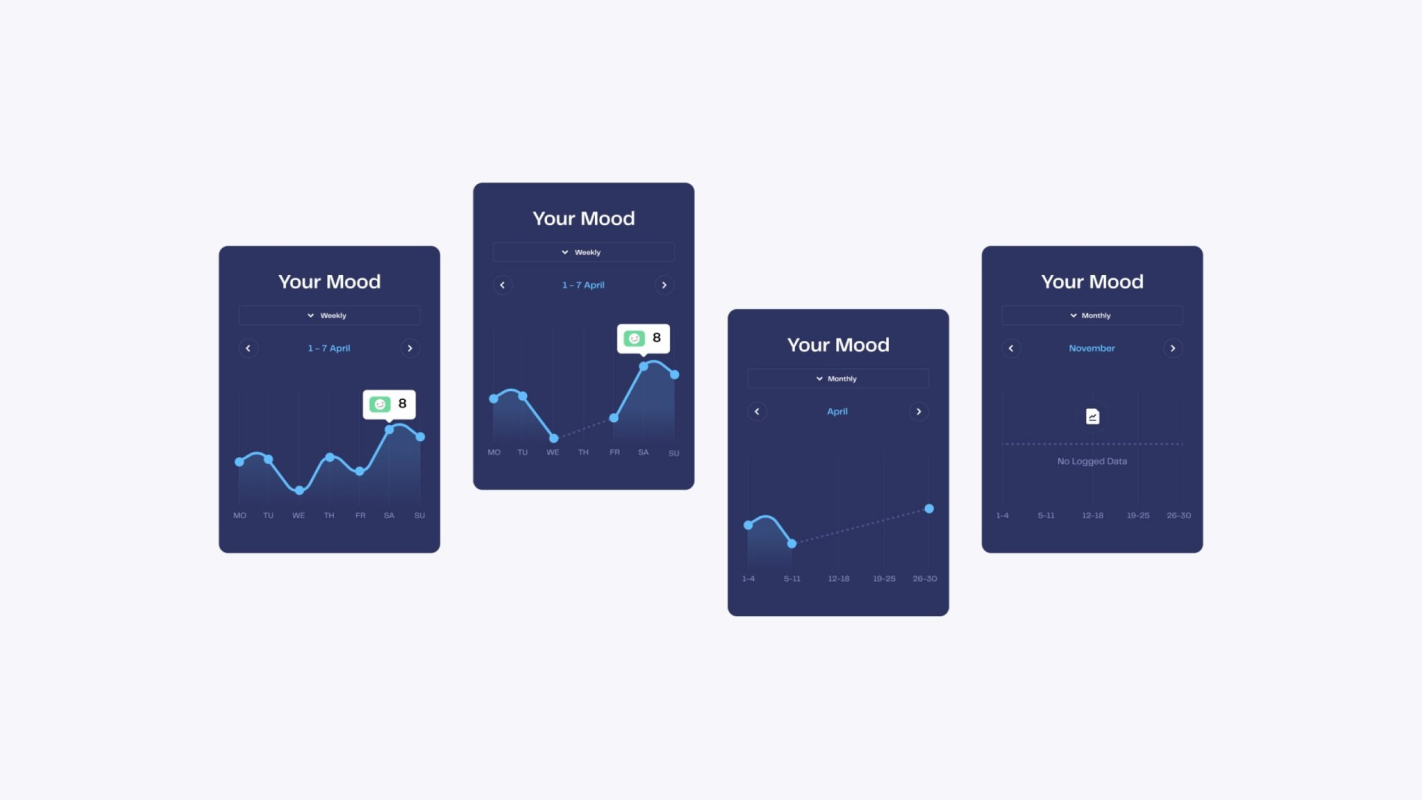 Your Mood
Weekly
1 – 7 April
8
MO TU WE TH FR SA SU
Your Mood
Weekly
1 – 7 April
8
MO TU WE TH FR SA SU
Your Mood
Monthly
April
1-4 5-11 12-18 19-25 26-30
Your Mood
Monthly
November
No Logged Data
1-4 5-11 12-18 19-25 26-30